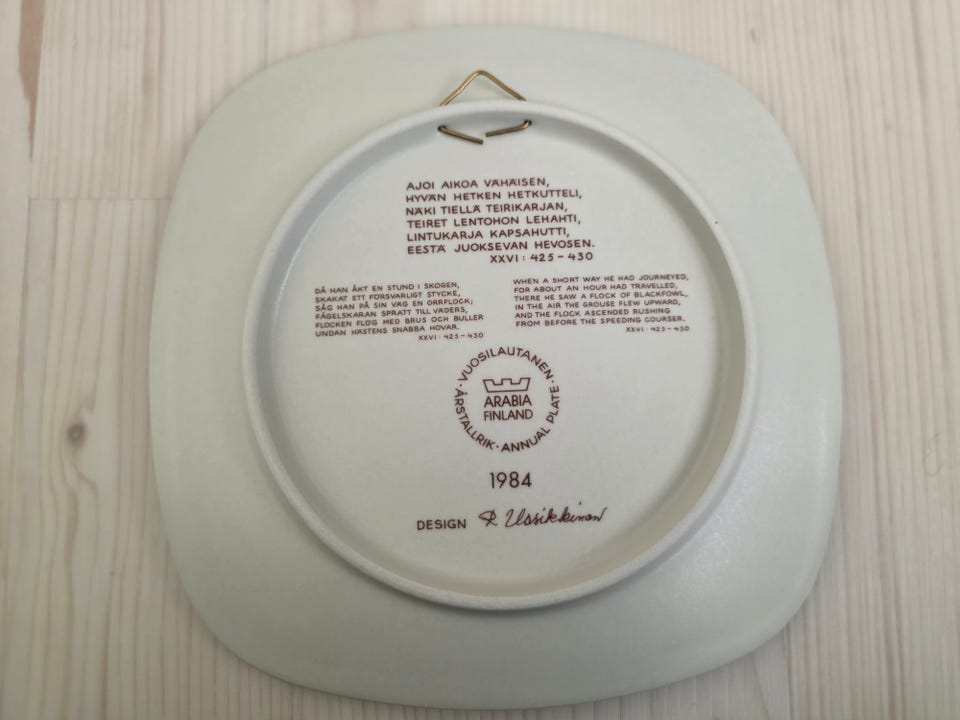 AJOI AIKOA VÄHÄISEN,
HYVÄN HETKEN HETKUTTELI,
NÄKI TIELLÄ TEIRIKARJAN,
TEIRET LENTOHON LEHAHTI,
LINTUKARJA KAPSAHUTTI,
EESTÄ JUOKSEVAN HEVOSEN.
XXVI: 425-430
DÅ HAN ÅKT EN STUND I SKOGEN,
SKAKAT ETT FÖRSVARLIGT STYCKE,
SÅG HAN PÅ SIN VÄG EN ORRFLOCK;
FÅGELSKARAN SPRATT TILL VÄDERS,
FLOCKEN FLÖG MED BRUS OCH BULLER
UNDAN HÄSTENS SNABBA HOVAR.
XXVI: 425-430
WHEN A SHORT WAY HE HAD JOURNEYED,
FOR ABOUT AN HOUR HAD TRAVELLED,
THERE HE SAW A FLOCK OF BLACKFOWL,
IN THE AIR THE GROUSE FLEW UPWARD,
AND THE FLOCK ASCENDED RUSHING
FROM BEFORE THE SPEEDING COURSER.
XXVI: 425-430
· VUOSILAUTANEN · ANNUAL PLATE · ÅRSTALLRIK
ARABIA
FINLAND
1984
DESIGN R. Uosikkinen